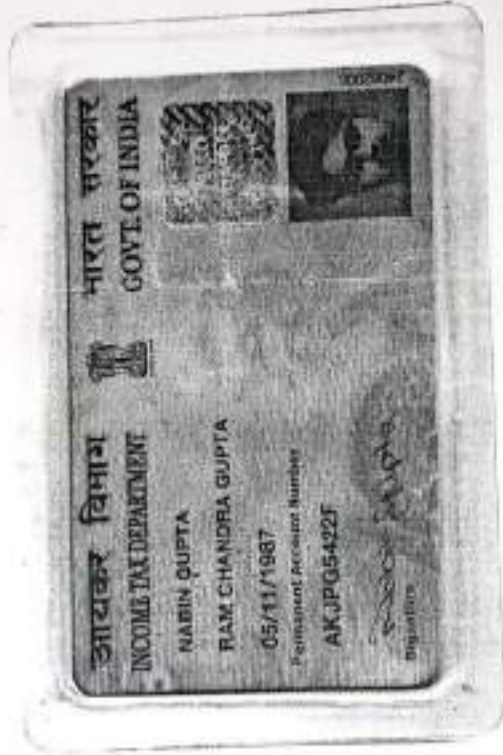 आयकर विभाग
INCOME TAX DEPARTMENT
भारत सरकार
GOVT. OF INDIA
NABIN GUPTA
RAM CHANDRA GUPTA
05/11/1987
Permanent Account Number
AKJPG5422F
Signature